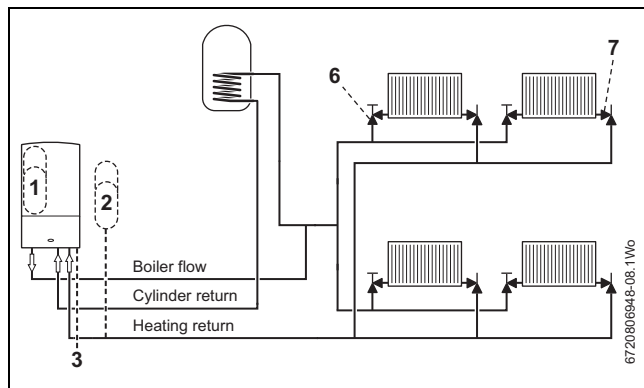 6
7
1
2
Boiler flow
Cylinder return
Heating return
3
6720806948-08.1Wo